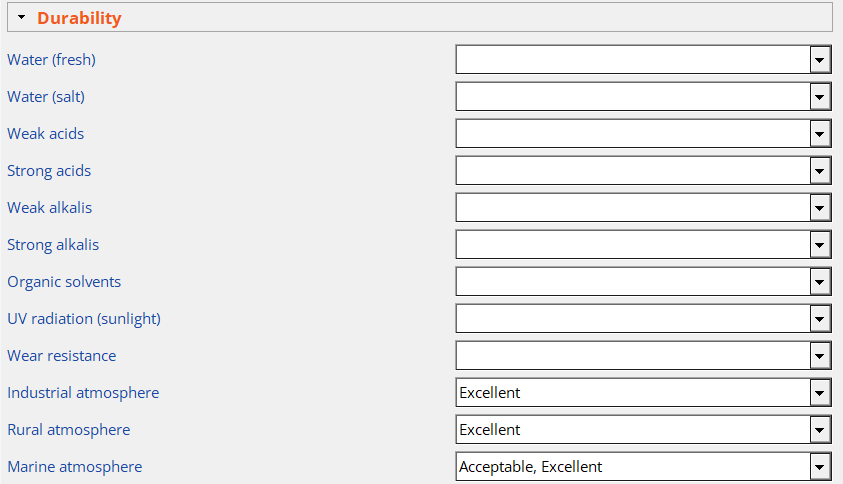 Durability
Water (fresh)
Water (salt)
Weak acids
Strong acids
Weak alkalis
Strong alkalis
Organic solvents
UV radiation (sunlight)
Wear resistance
Industrial atmosphere Excellent
Rural atmosphere Excellent
Marine atmosphere Acceptable, Excellent